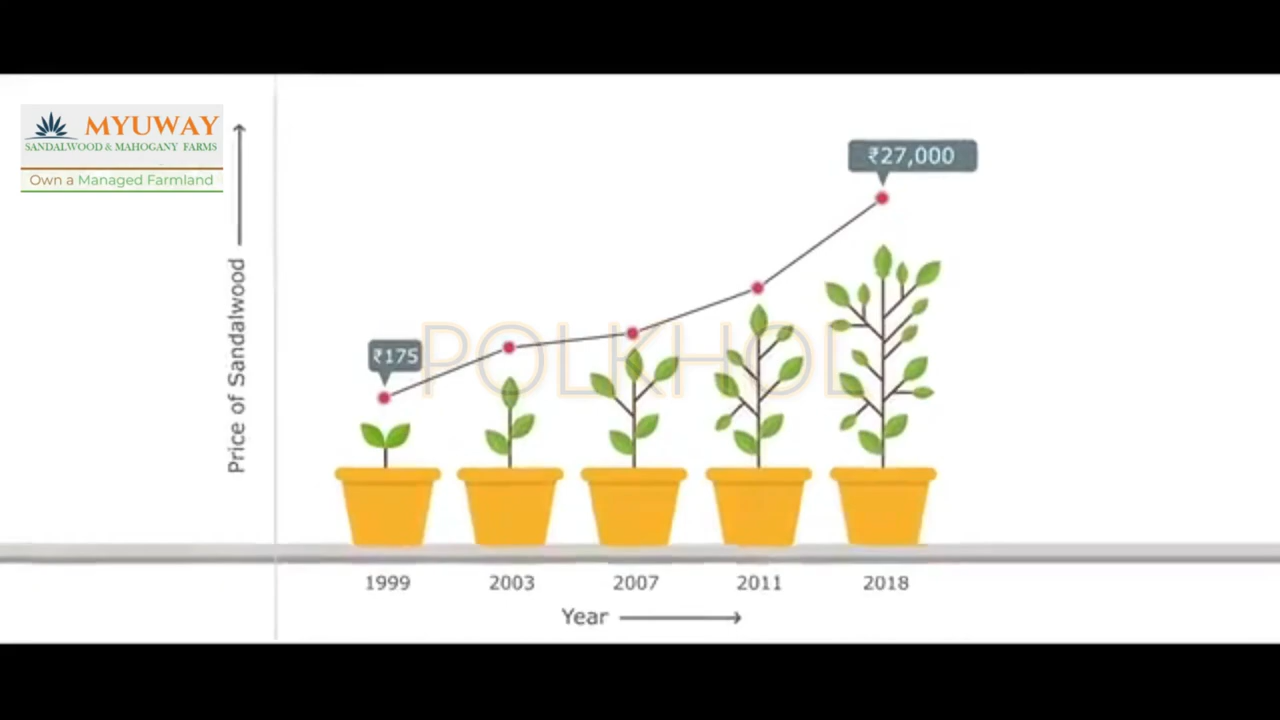 MYUWAY
SANDALWOOD & MAHOGANY FARMS
Own a Managed Farmland
Price of Sandalwood
₹27,000
₹175
POLKHOL
1999 2003 2007 2011 2018
Year